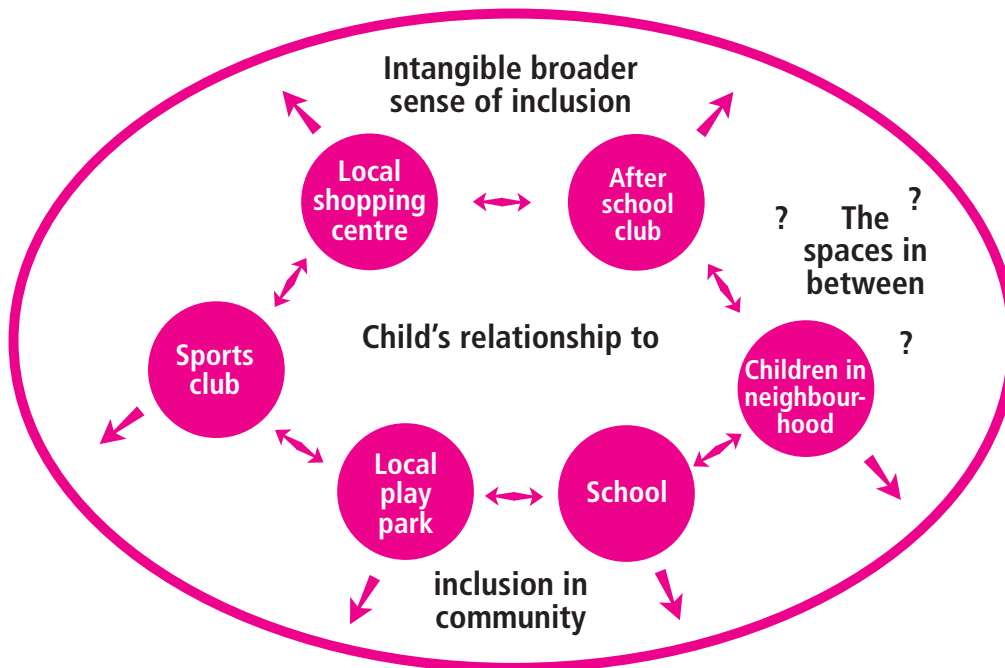 Intangible broader
sense of inclusion
Local
shopping
centre
After
school
club
?
The
?
spaces in
between
?
Child's relationship to
Sports
club
Children in
neighbour-
hood
Local
play
park
School
inclusion in
community